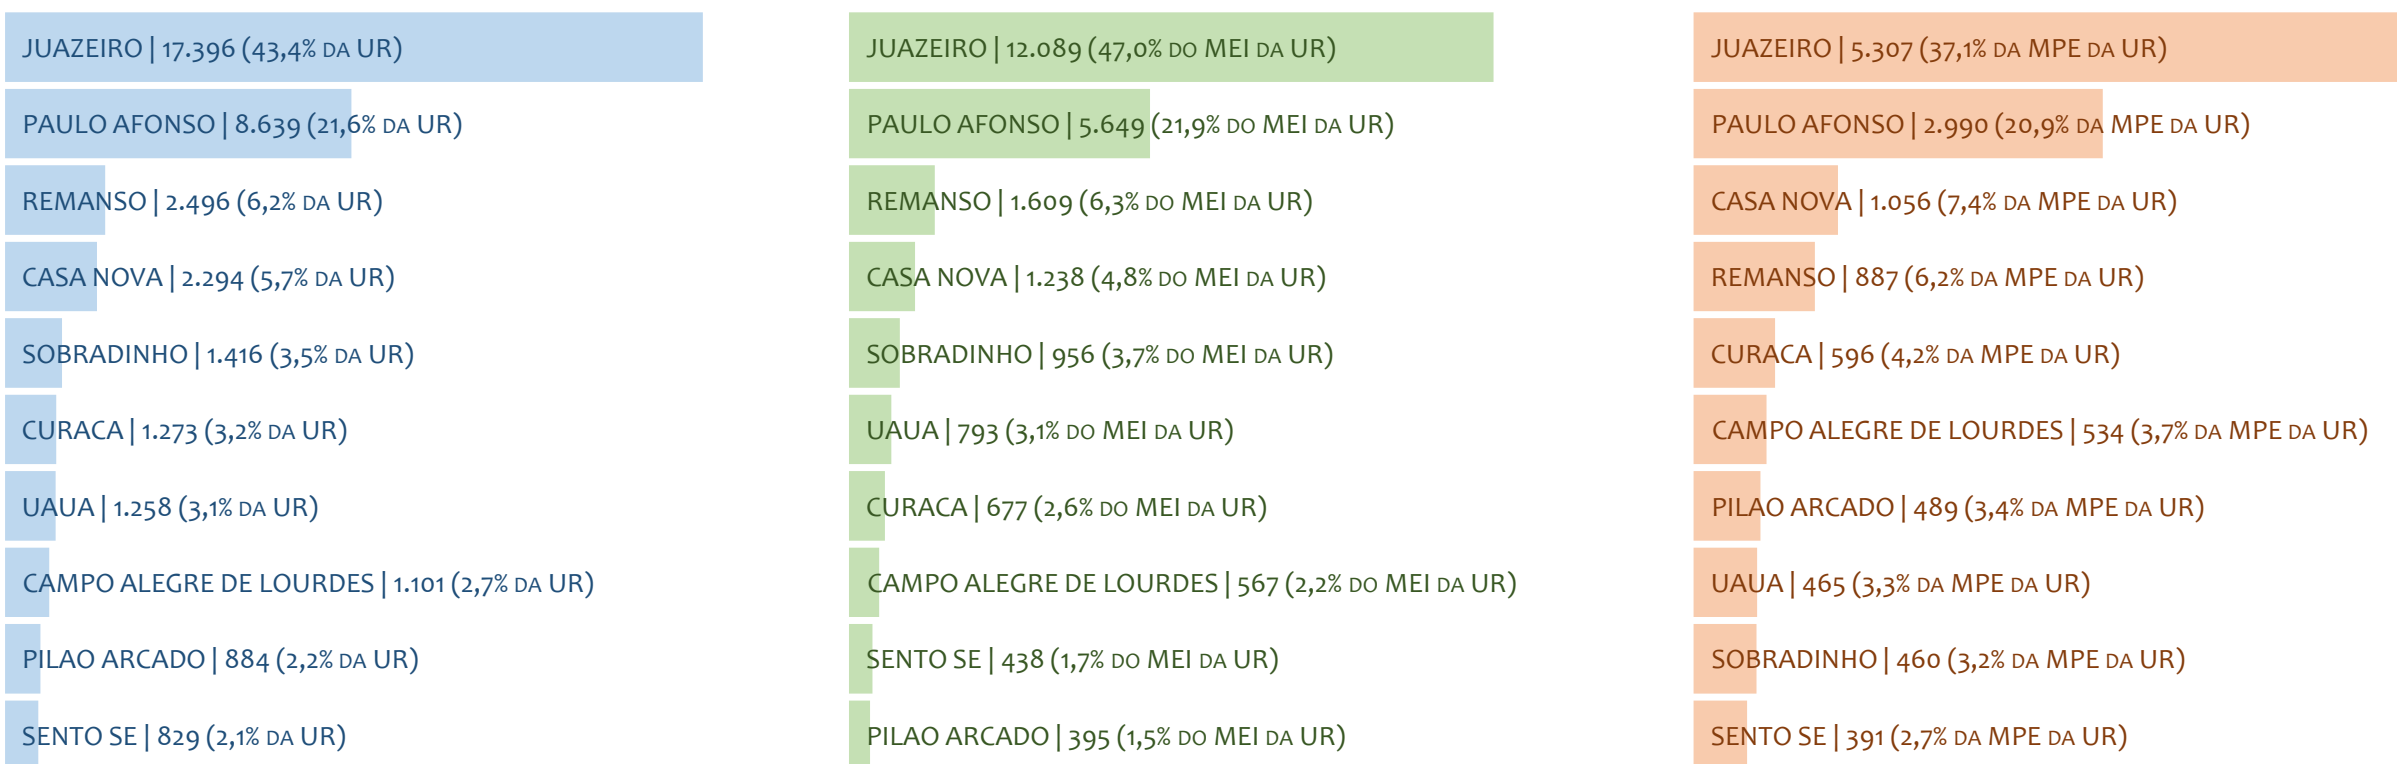 JUAZEIRO | 17.396 (43,4% DA UR)
PAULO AFONSO | 8.639 (21,6% DA UR)
REMANSO | 2.496 (6,2% DA UR)
CASA NOVA | 2.294 (5,7% DA UR)
SOBRADINHO | 1.416 (3,5% DA UR)
CURACA | 1.273 (3,2% DA UR)
UAUA | 1.258 (3,1% DA UR)
CAMPO ALEGRE DE LOURDES | 1.101 (2,7% DA UR)
PILAO ARCADO | 884 (2,2% DA UR)
SENTO SE | 829 (2,1% DA UR)
JUAZEIRO | 12.089 (47,0% DO MEI DA UR)
PAULO AFONSO | 5.649 (21,9% DO MEI DA UR)
REMANSO | 1.609 (6,3% DO MEI DA UR)
CASA NOVA | 1.238 (4,8% DO MEI DA UR)
SOBRADINHO | 956 (3,7% DO MEI DA UR)
UAUA | 793 (3,1% DO MEI DA UR)
CURACA | 677 (2,6% DO MEI DA UR)
CAMPO ALEGRE DE LOURDES | 567 (2,2% DO MEI DA UR)
SENTO SE | 438 (1,7% DO MEI DA UR)
PILAO ARCADO | 395 (1,5% DO MEI DA UR)
JUAZEIRO | 5.307 (37,1% DA MPE DA UR)
PAULO AFONSO | 2.990 (20,9% DA MPE DA UR)
CASA NOVA | 1.056 (7,4% DA MPE DA UR)
REMANSO | 887 (6,2% DA MPE DA UR)
CURACA | 596 (4,2% DA MPE DA UR)
CAMPO ALEGRE DE LOURDES | 534 (3,7% DA MPE DA UR)
PILAO ARCADO | 489 (3,4% DA MPE DA UR)
UAUA | 465 (3,3% DA MPE DA UR)
SOBRADINHO | 460 (3,2% DA MPE DA UR)
SENTO SE | 391 (2,7% DA MPE DA UR)